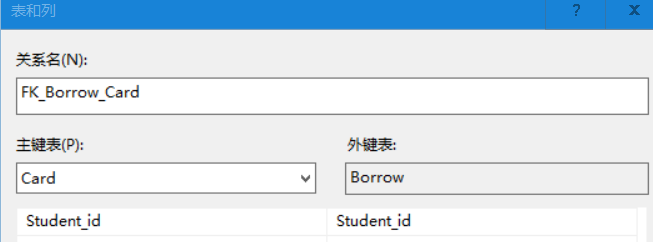 表和列 ? ×
关系名(N):
FK_Borrow_Card
主键表(P): 外键表:
Card Borrow
Student_id Student_id